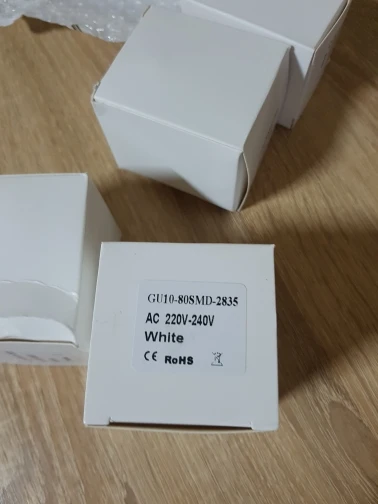 GU10-80SMD-2835
AC 220V-240V
White
CE RoHS